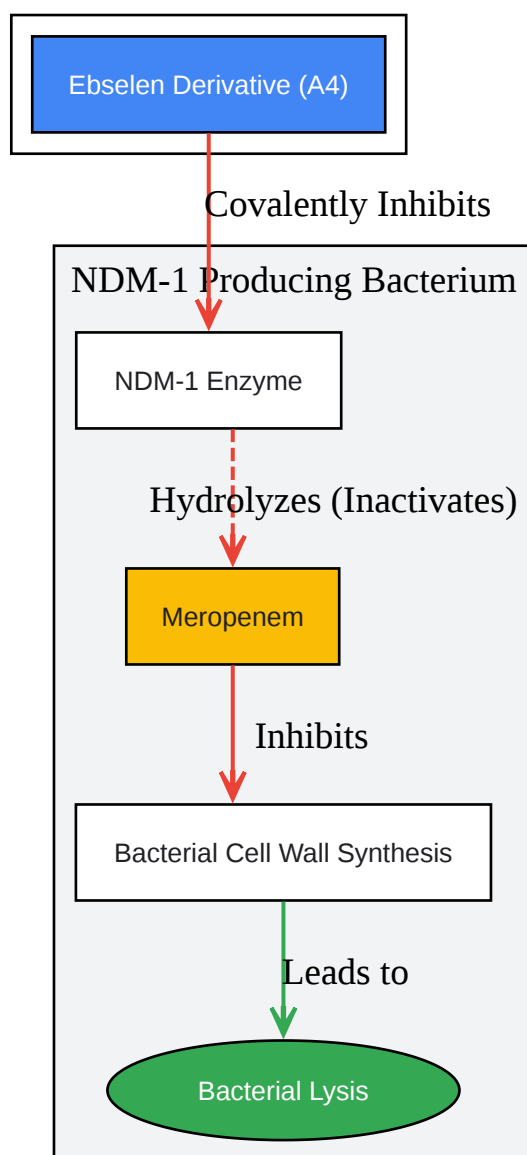 Ebselen Derivative (A4)
Covalently Inhibits
NDM-1 Producing Bacterium
NDM-1 Enzyme
Hydrolyzes (Inactivates)
Meropenem
Inhibits
Bacterial Cell Wall Synthesis
Leads to
Bacterial Lysis